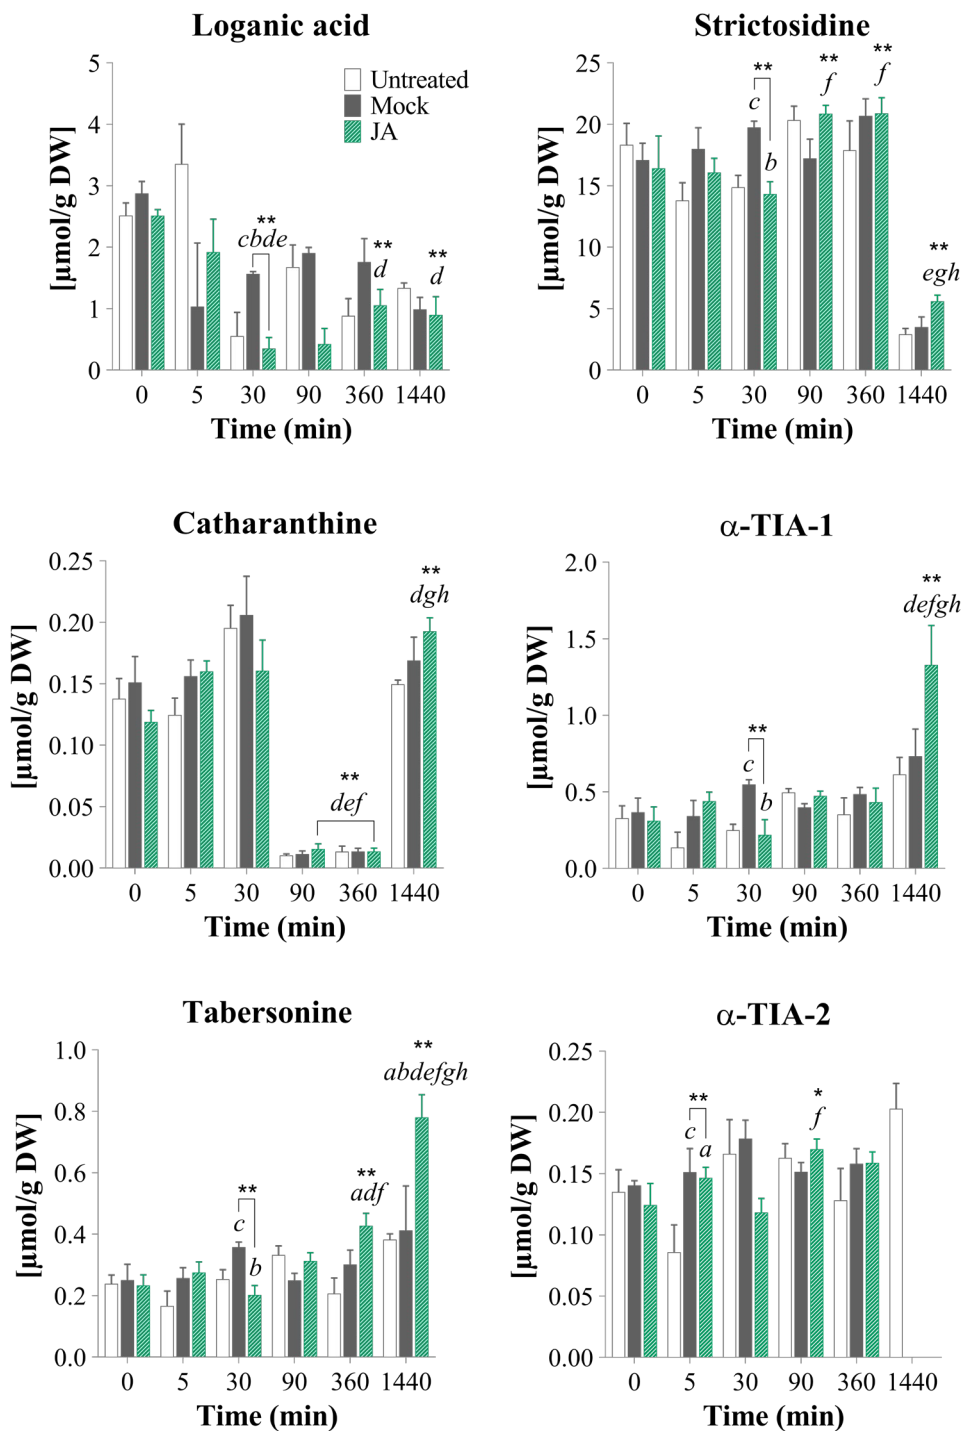 Loganic acid
[µmol/g DW]
5
4
3
2
1
0
Untreated
Mock
JA
**
cbde
**
d
**
d
0 5 30 90 360 1440
Time (min)
Strictosidine
[µmol/g DW]
25
20
15
10
5
0
**
c
b
**
f
**
f
**
egh
0 5 30 90 360 1440
Time (min)
Catharanthine
[µmol/g DW]
0.25
0.20
0.15
0.10
0.05
0.00
**
def
**
dgh
0 5 30 90 360 1440
Time (min)
α-TIA-1
[µmol/g DW]
2.0
1.5
1.0
0.5
0.0
**
c
b
**
defgh
0 5 30 90 360 1440
Time (min)
Tabersonine
[µmol/g DW]
1.0
0.8
0.6
0.4
0.2
0.0
**
c
b
**
adf
**
abdefgh
0 5 30 90 360 1440
Time (min)
α-TIA-2
[µmol/g DW]
0.25
0.20
0.15
0.10
0.05
0.00
**
c
a
*
f
0 5 30 90 360 1440
Time (min)